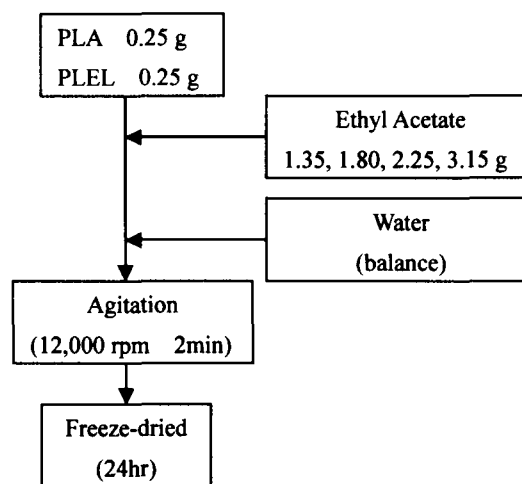 PLA 0.25 g
PLEL 0.25 g
Ethyl Acetate
1.35, 1.80, 2.25, 3.15 g
Water
(balance)
Agitation
(12,000 rpm 2min)
Freeze-dried
(24hr)